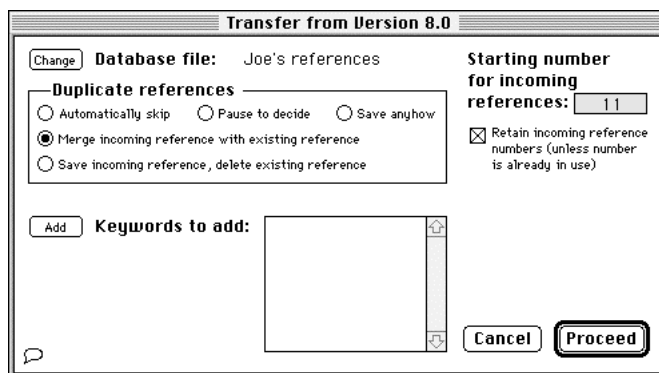 Transfer from Version 8.0
Change Database file: Joe's references
Duplicate references
Automatically skip Pause to decide Save anyhow
Merge incoming reference with existing reference
Save incoming reference, delete existing reference
Starting number
for incoming
references: 11
Retain incoming reference
numbers (unless number
is already in use)
Add Keywords to add:
Cancel Proceed